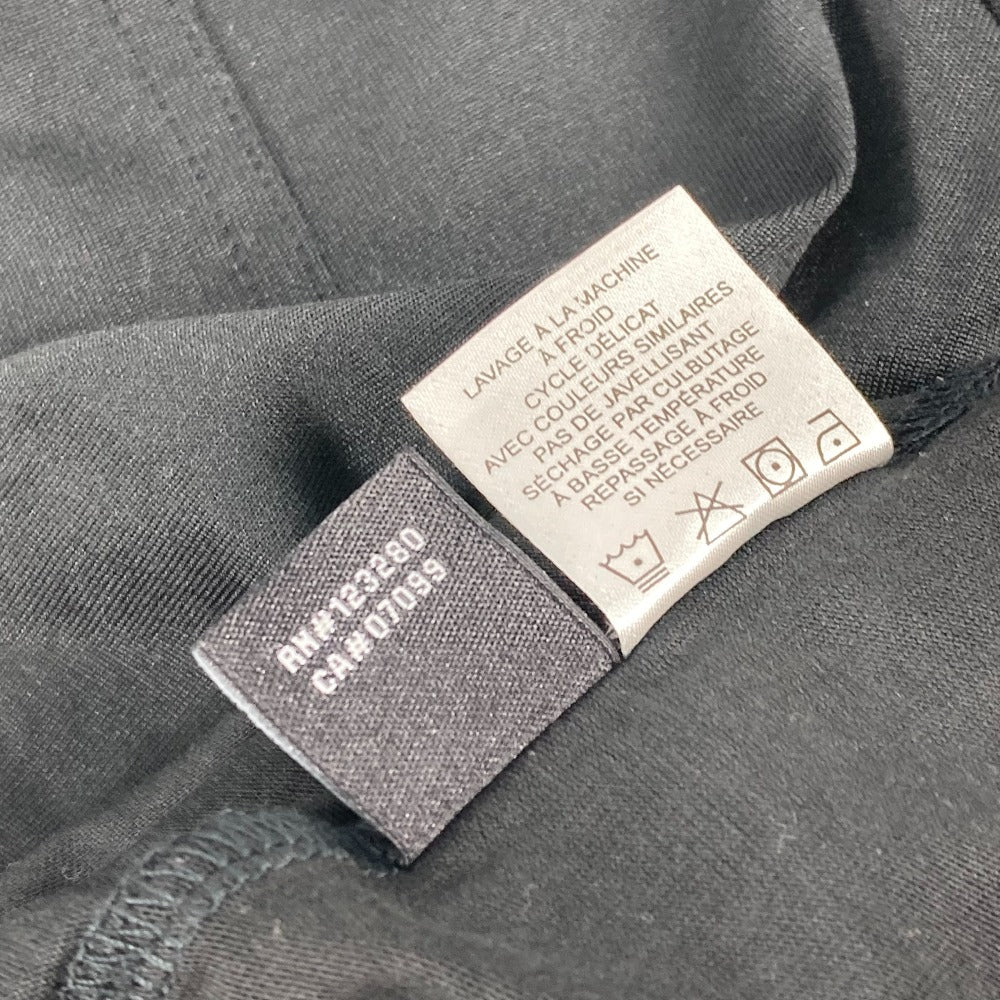 LAVAGE À LA MACHINE
À FROID
CYCLE DÉLICAT
AVEC COULEURS SIMILAIRES
PAS DE JAVELLISANT
SÉCHAGE PAR CULBUTAGE
À BASSE TEMPÉRATURE
REPASSAGE À FROID
SI NÉCESSAIRE
RN#123280
CA#07099